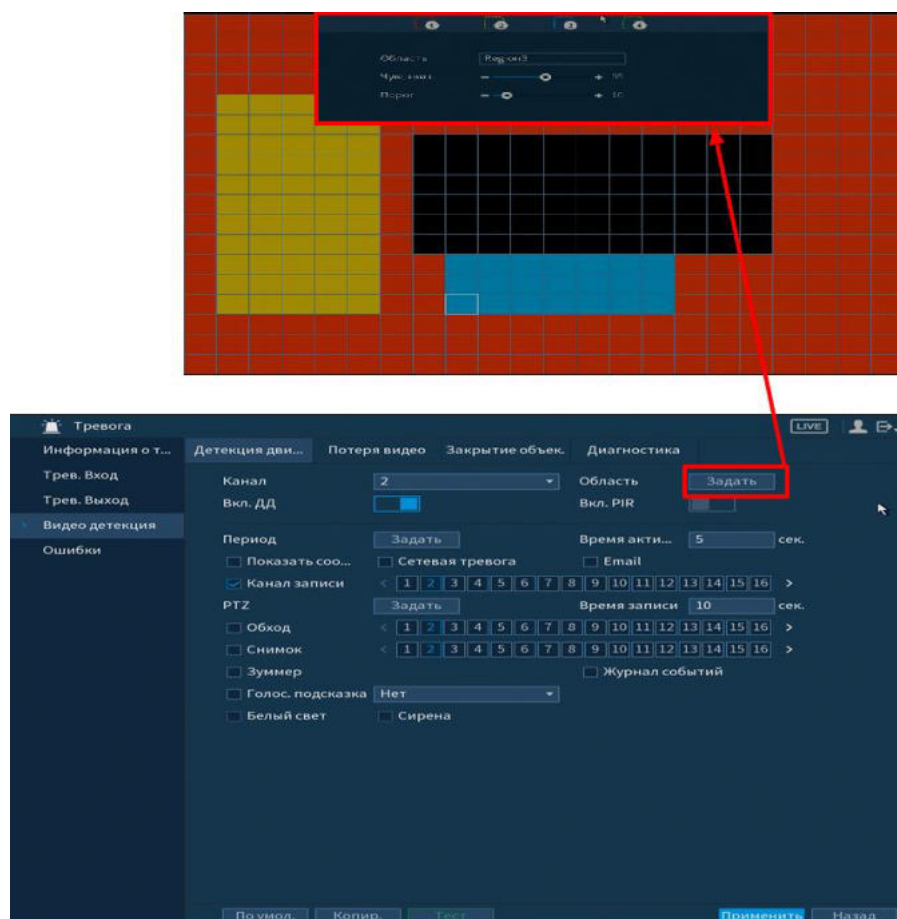 1 2 3 4
Область Region3
Порог
Тревога LIVE
Информация о т... Детекция дви... Потеря видео Закрытие объек. Диагностика
Трев. Вход Канал 2 Область Задать
Трев. Выход Вкл. ДД Вкл. PIR
Видео детекция
Ошибки
Период Задать Время акти... 5 сек.
Показать соо... Сетевая тревога Email
Канал записи < 1 2 3 4 5 6 7 8 9 10 11 12 13 14 15 16 >
PTZ Задать Время записи 10 сек.
Обход < 1 2 3 4 5 6 7 8 9 10 11 12 13 14 15 16 >
Снимок < 1 2 3 4 5 6 7 8 9 10 11 12 13 14 15 16 >
Зуммер Журнал событий
Голос. подсказка Нет
Белый свет Сирена
По умол. Копир. Тест Применить Назад